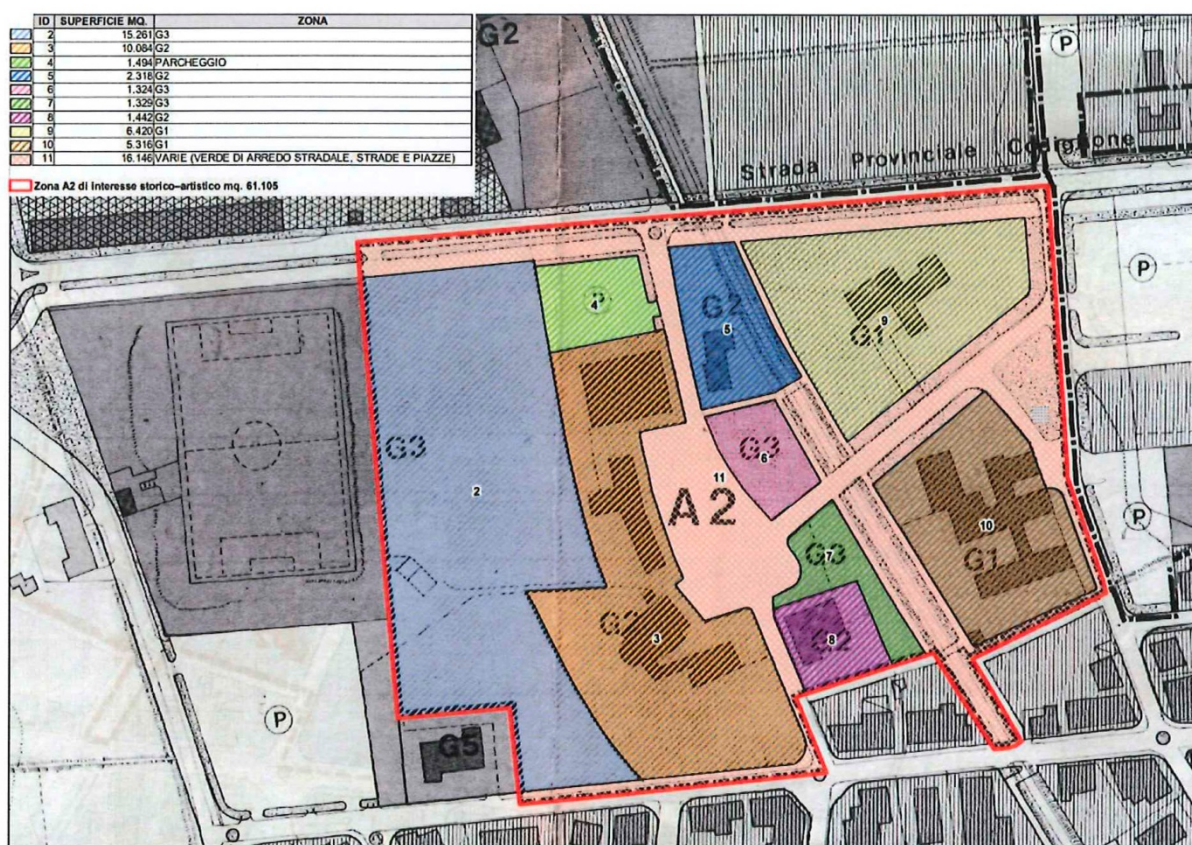 ID SUPERFICIE MQ. ZONA
2 15.261 G3
3 10.084 G2
4 1.494 PARCHEGGIO
5 2.318 G2
6 1.324 G3
7 1.329 G3
8 1.442 G2
9 6.420 G1
10 5.316 G1
11 16.146 VARIE (VERDE DI ARREDO STRADALE, STRADE E PIAZZE)
Zona A2 di interesse storico-artistico mq. 61.105
G2
P
Strada Provinciale
P
4
G2
5
9
G1
G3
2
G3
6
11
A2
10
G1
P
7
G3
3
8
G2
P
G5